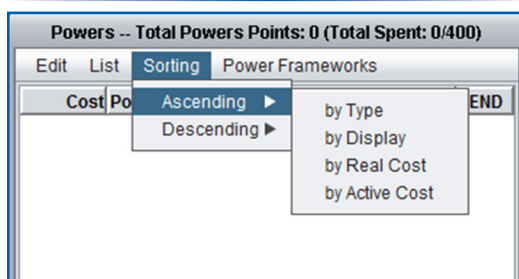 Powers -- Total Powers Points: 0 (Total Spent: 0/400)
Edit List Sorting Power Frameworks
Cost Po END
Ascending
by Type
Descending
by Display
by Real Cost
by Active Cost